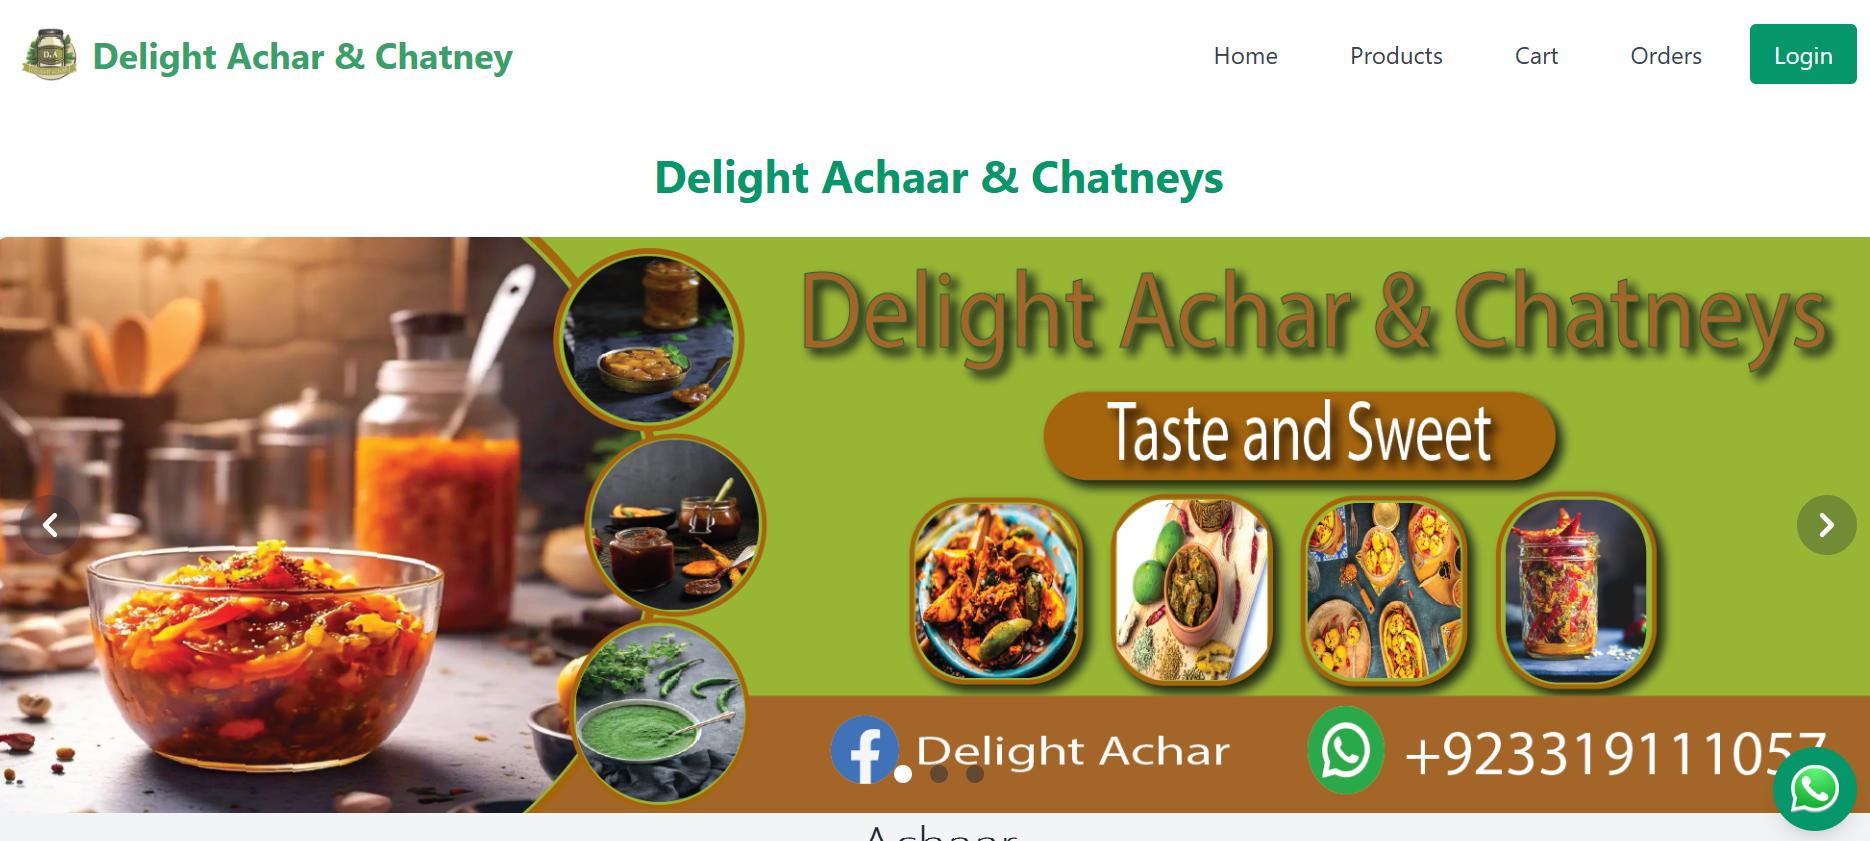 Delight Achar & Chatney
Home
Products
Cart
Orders
Login
Delight Achaar & Chatneys
Delight Achar & Chatneys
Taste and Sweet
Delight Achar
+923319111057
Achaar